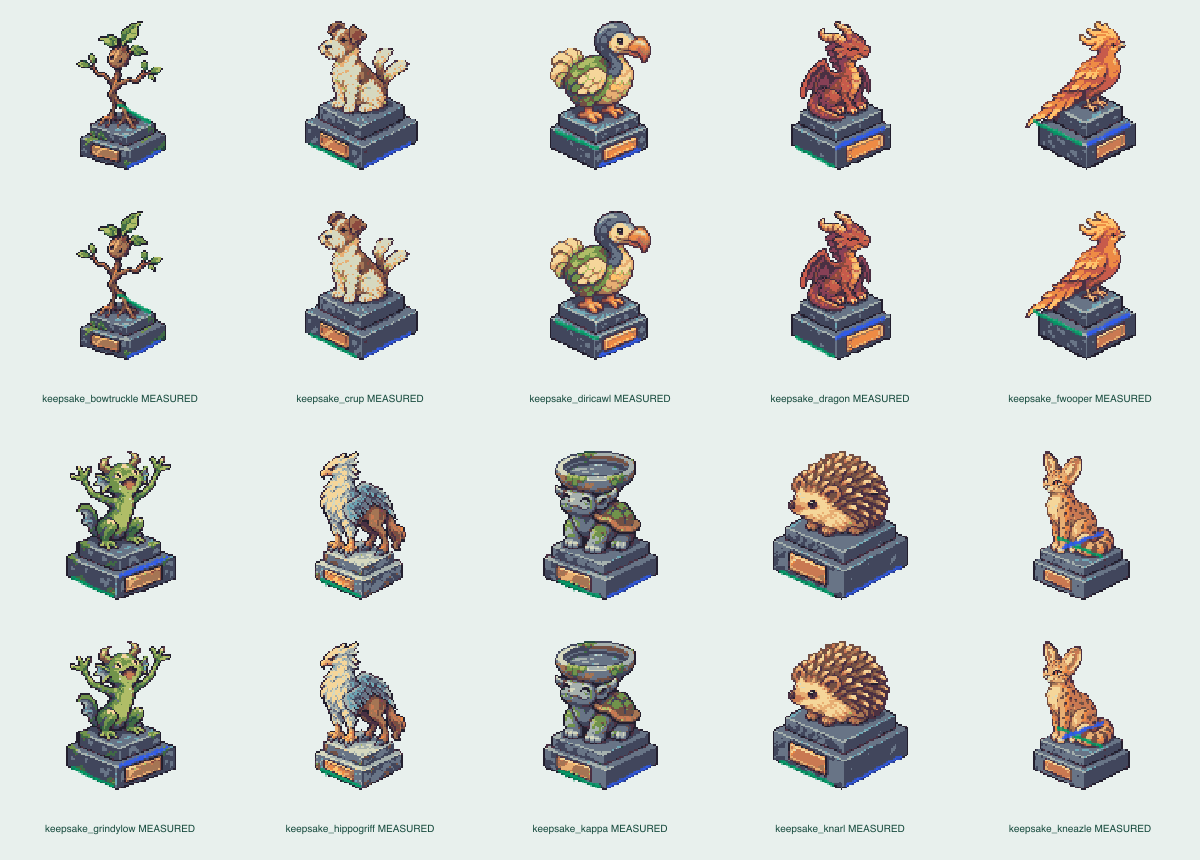 keepsake_bowtruckle MEASURED
keepsake_crup MEASURED
keepsake_diricawl MEASURED
keepsake_dragon MEASURED
keepsake_fwooper MEASURED
keepsake_grindylow MEASURED
keepsake_hippogriff MEASURED
keepsake_kappa MEASURED
keepsake_knarl MEASURED
keepsake_kneazle MEASURED